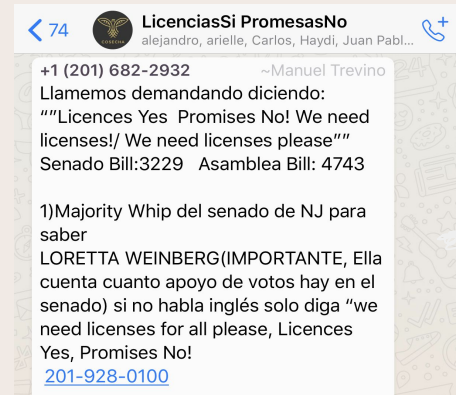 74
LicenciasSi PromesasNo
COSECHA
alejandro, arielle, Carlos, Haydi, Juan Pabl...
+1 (201) 682-2932 ~Manuel Trevino
Llamemos demandando diciendo:
“”Licences Yes  Promises No! We need
licenses!/ We need licenses please””
Senado Bill:3229   Asamblea Bill: 4743
1)Majority Whip del senado de NJ para
saber
LORETTA WEINBERG(IMPORTANTE, Ella
cuenta cuanto apoyo de votos hay en el
senado) si no habla inglés solo diga “we
need licenses for all please, Licences
Yes, Promises No!
201-928-0100